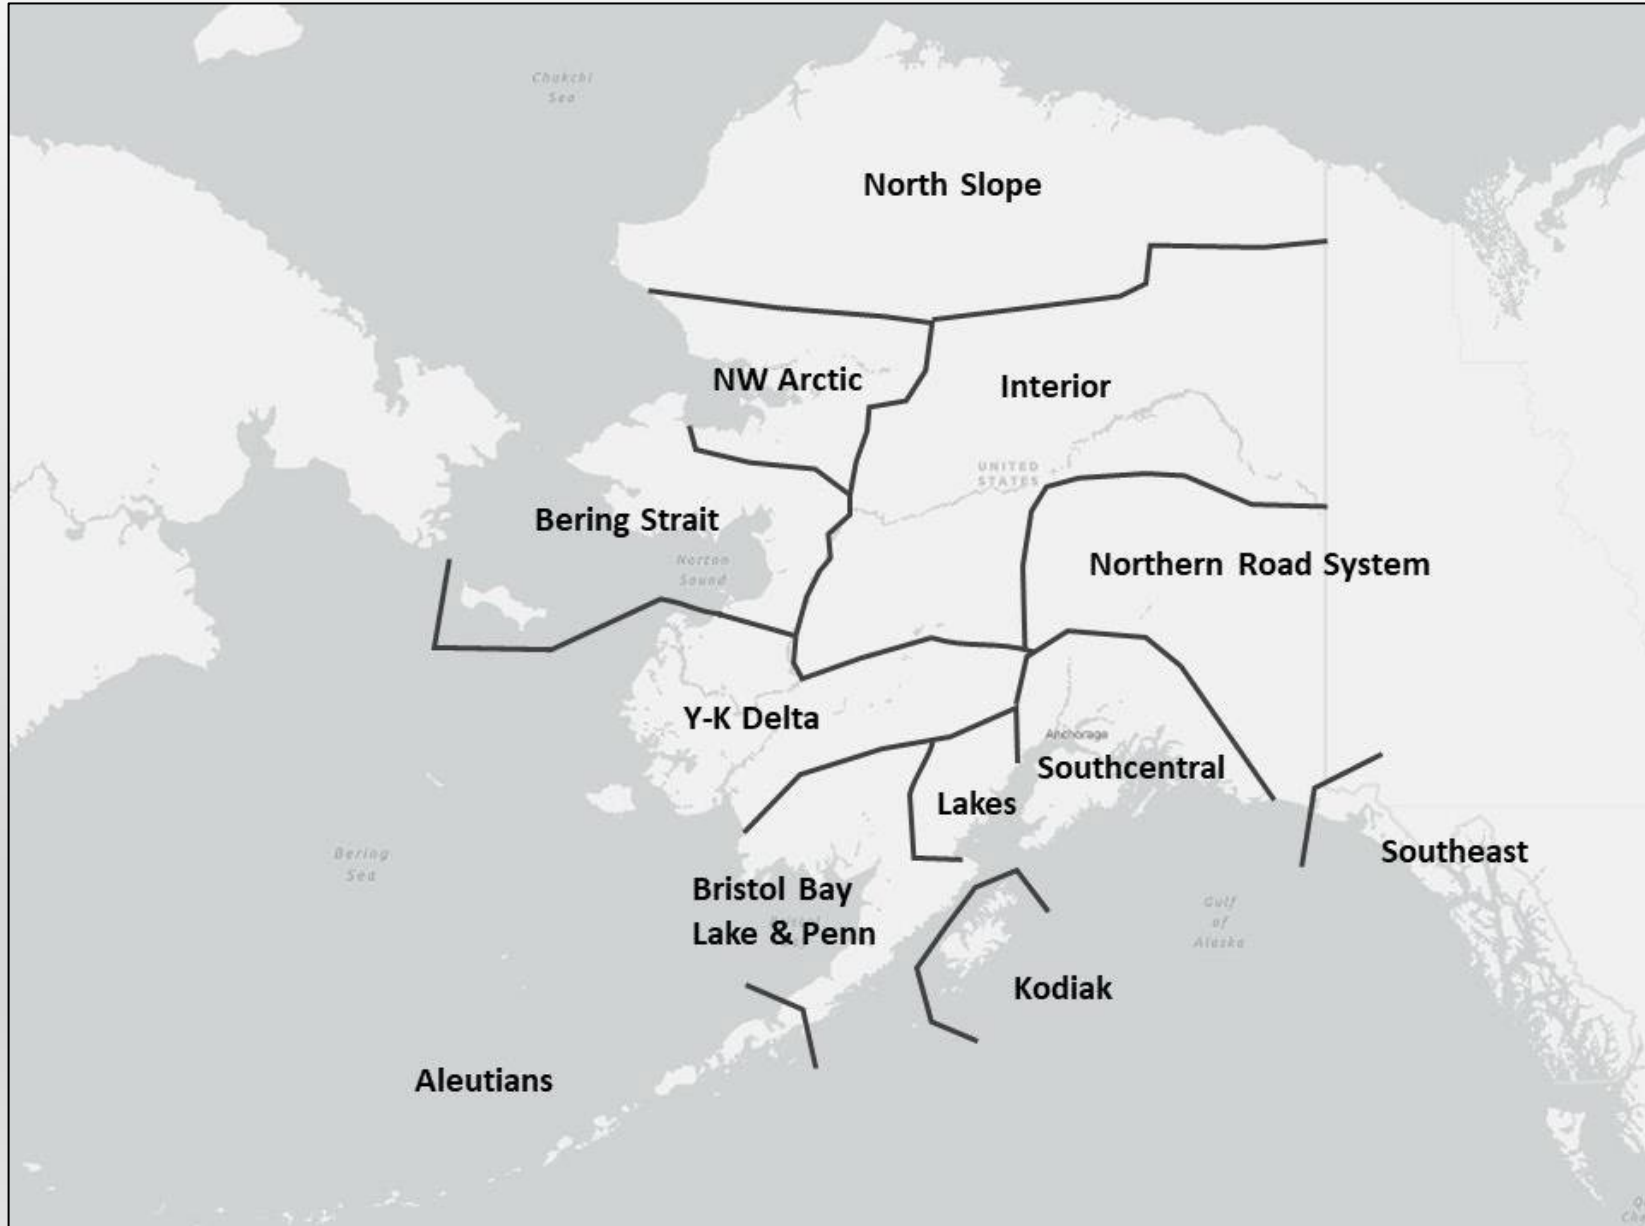 Chukchi
Sea
North Slope
NW Arctic
Interior
UNITED
STATES
Bering Strait
Norton
Sound
Northern Road System
Y-K Delta
Anchorage
Southcentral
Lakes
Southeast
Bering
Sea
Bristol Bay
Lake & Penn
Gulf
of
Alaska
Kodiak
Aleutians